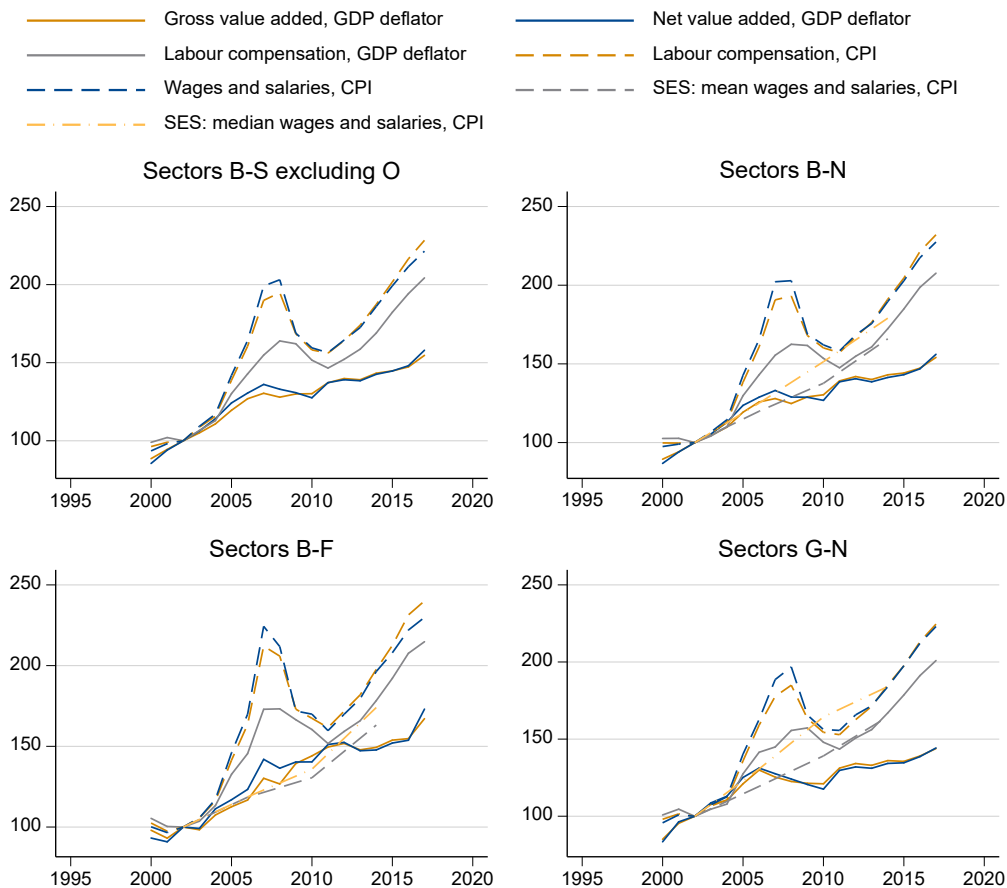 Gross value added, GDP deflator
Net value added, GDP deflator
Labour compensation, GDP deflator
Labour compensation, CPI
Wages and salaries, CPI
SES: mean wages and salaries, CPI
SES: median wages and salaries, CPI
Sectors B-S excluding O
250
200
150
100
1995 2000 2005 2010 2015 2020
Sectors B-N
250
200
150
100
1995 2000 2005 2010 2015 2020
Sectors B-F
250
200
150
100
1995 2000 2005 2010 2015 2020
Sectors G-N
250
200
150
100
1995 2000 2005 2010 2015 2020